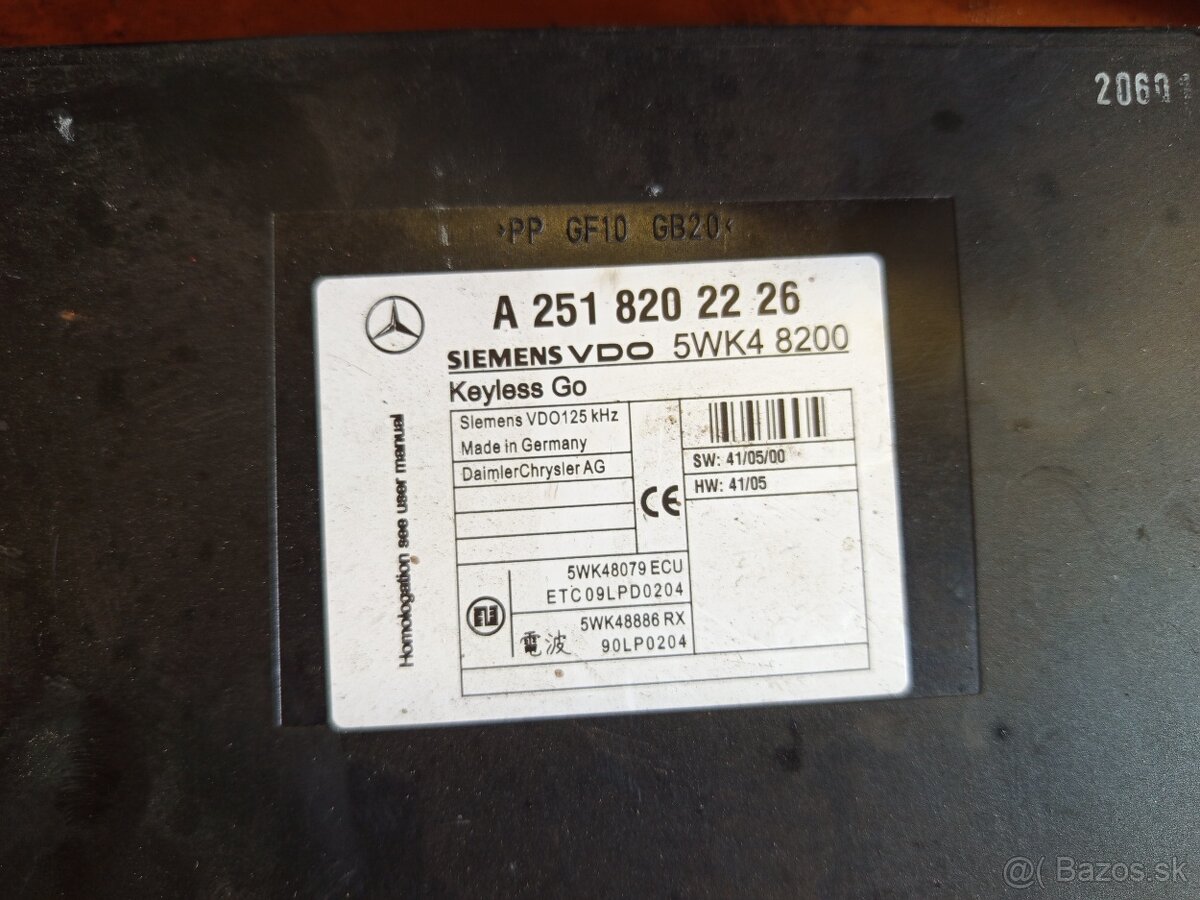 2060
>PP GF10 GB20<
A 251 820 22 26
SIEMENS VDO 5WK4 8200
Keyless Go
Siemens VDO125 kHz
Made in Germany
DaimlerChrysler AG
CE
SW: 41/05/00
HW: 41/05
5WK48079 ECU
ETC09LPD0204
5WK48886 RX
電波 90LP0204
Homologation see user manual
@( Bazos.sk